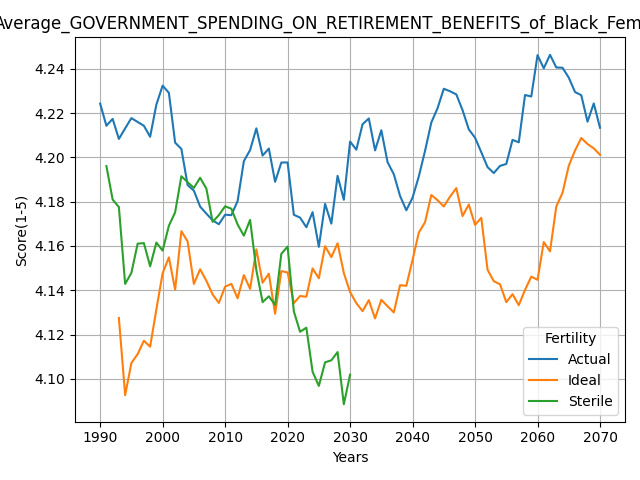 Average_GOVERNMENT_SPENDING_ON_RETIREMENT_BENEFITS_of_Black_Fem
4.24
4.22
4.20
4.18
4.16
4.14
4.12
4.10
Score(1-5)
Fertility
Actual
Ideal
Sterile
1990 2000 2010 2020 2030 2040 2050 2060 2070
Years